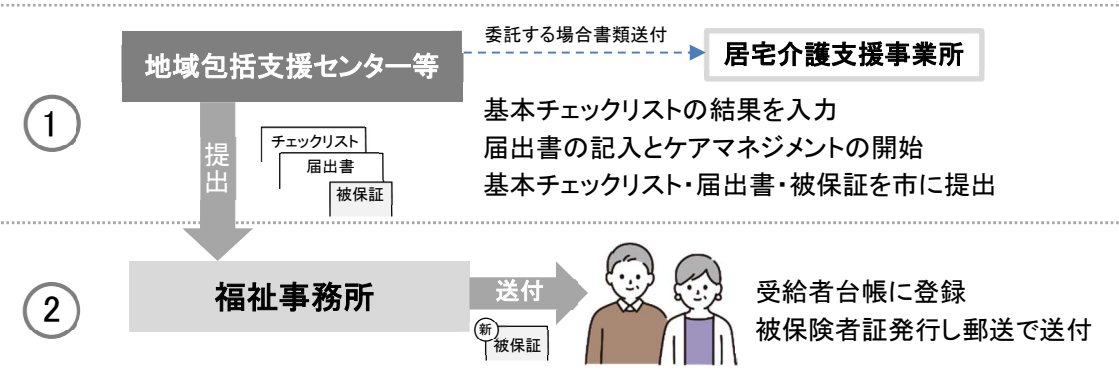 委託する場合書類送付
地域包括支援センター等
居宅介護支援事業所
①
提出
チェックリスト
届出書
被保証
基本チェックリストの結果を入力
届出書の記入とケアマネジメントの開始
基本チェックリスト・届出書・被保証を市に提出
②
福祉事務所
送付
新
被保証
受給者台帳に登録
被保険者証発行し郵送で送付